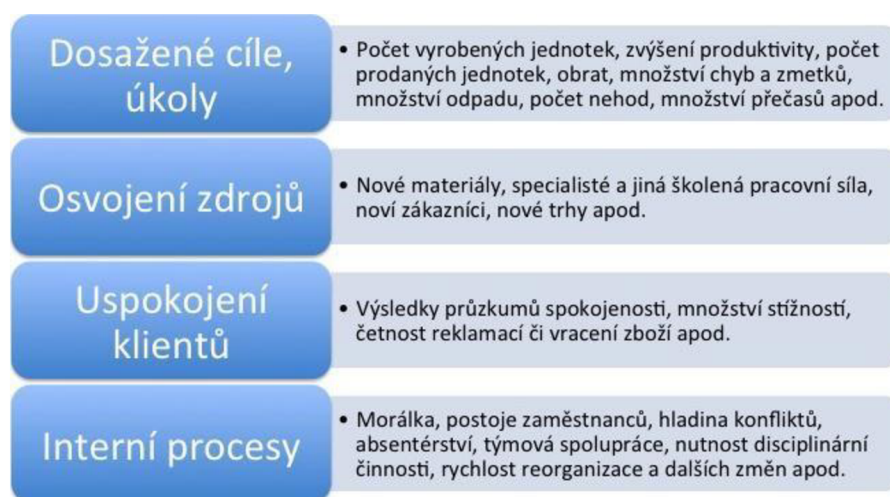 Dosažené cíle,
úkoly
• Počet vyrobených jednotek, zvýšení produktivity, počet
prodaných jednotek, obrat, množství chyb a zmetků,
množství odpadu, počet nehod, množství přečasů apod.
Osvojení zdrojů
• Nové materiály, specialisté a jiná školená pracovní síla,
noví zákazníci, nové trhy apod.
Uspokojení
klientů
• Výsledky průzkumů spokojenosti, množství stížností,
četnost reklamací či vracení zboží apod.
Interní procesy
• Morálka, postoje zaměstnanců, hladina konfliktů,
absentérství, týmová spolupráce, nutnost disciplinární
činnosti, rychlost reorganizace a dalších změn apod.